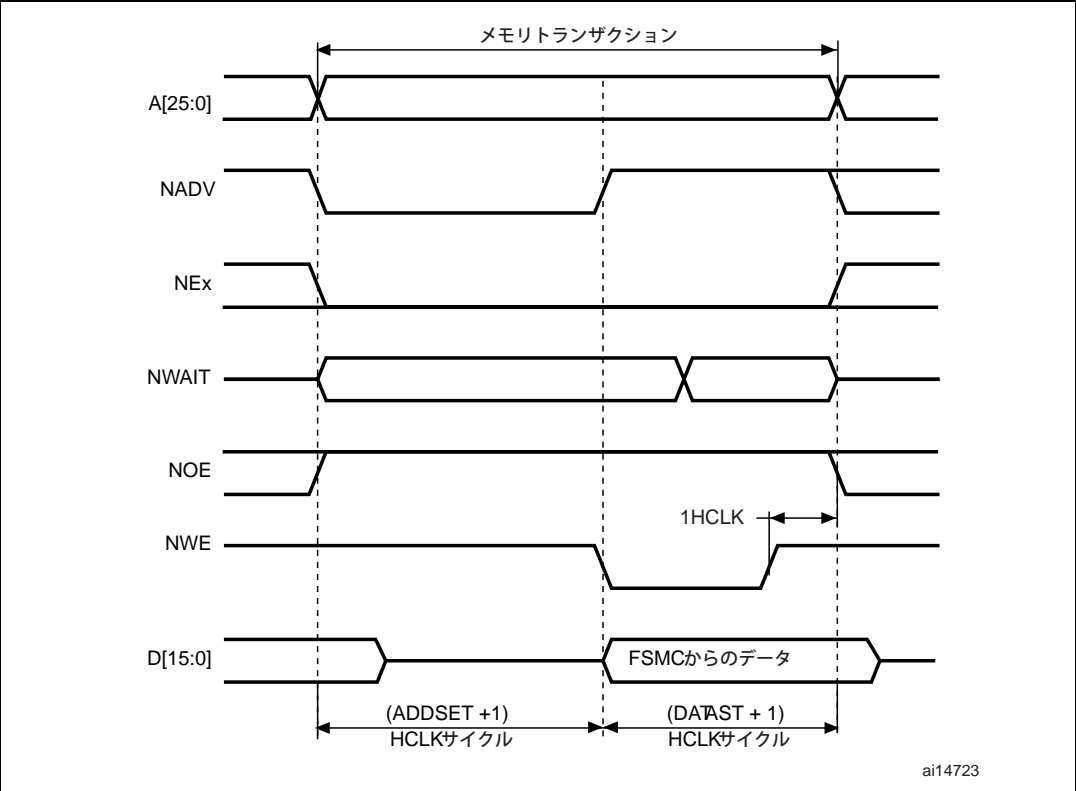 メモリトランザクション
A[25:0]
NADV
NEx
NWAIT
NOE
1HCLK
NWE
D[15:0]
FSMCからのデータ
(ADDSET +1)
HCLKサイクル
(DATAST + 1)
HCLKサイクル
ai14723